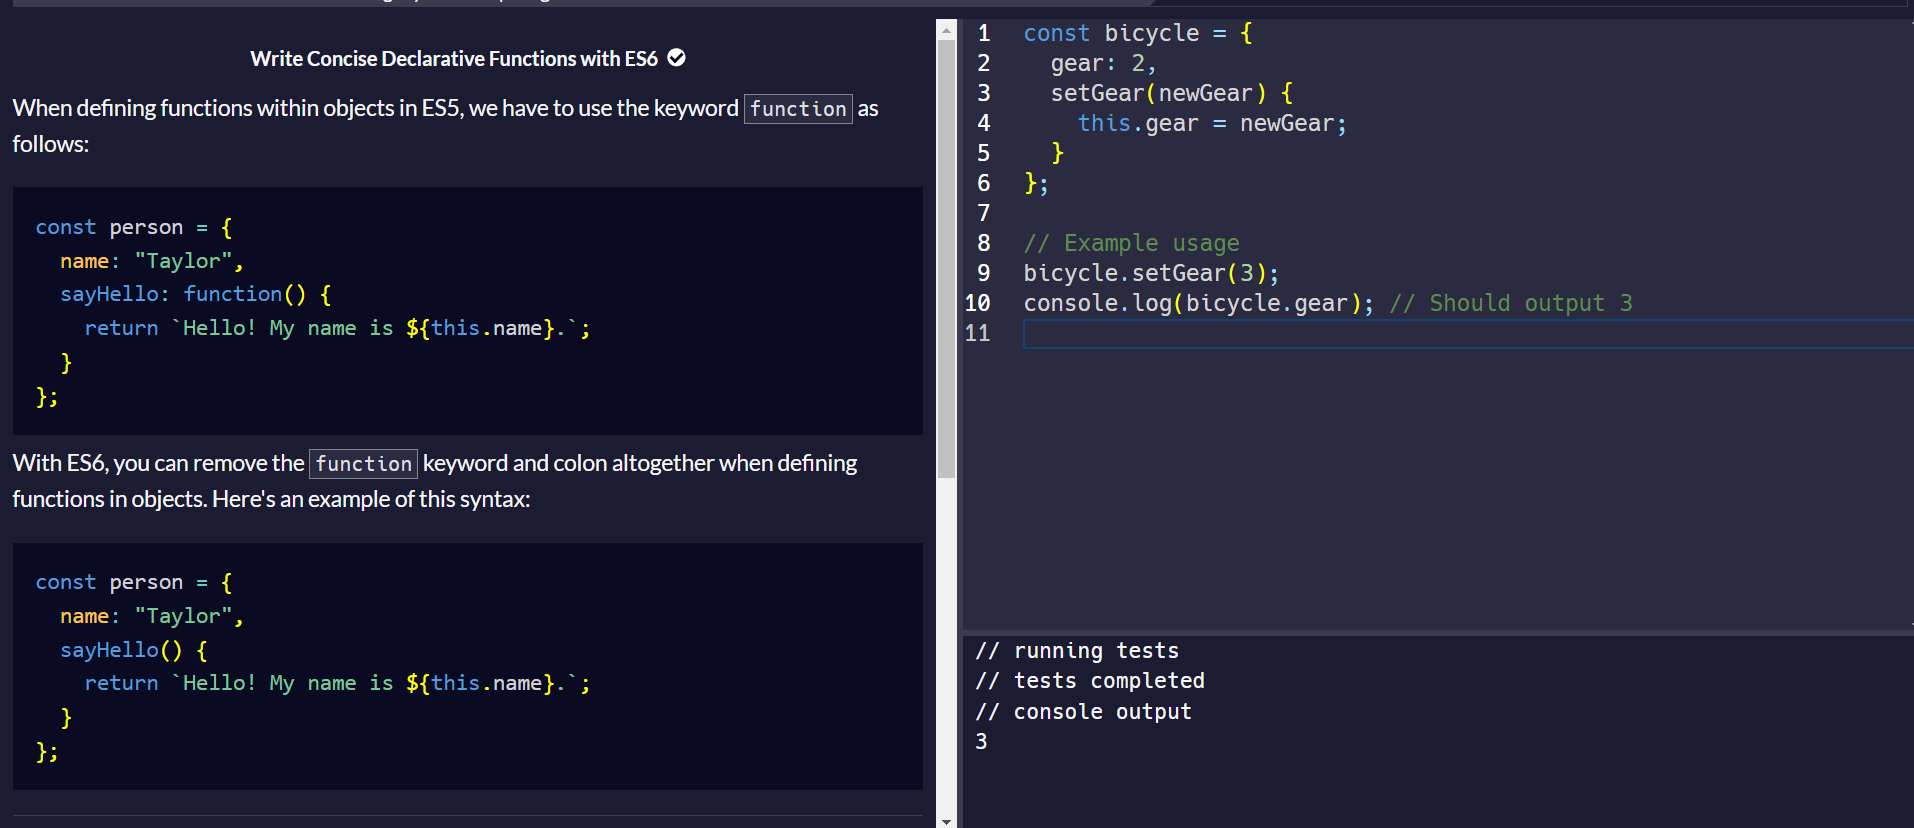 Write Concise Declarative Functions with ES6
When defining functions within objects in ES5, we have to use the keyword function as
follows:
const person = {
  name: "Taylor",
  sayHello: function() {
    return `Hello! My name is ${this.name}.`;
  }
};
With ES6, you can remove the function keyword and colon altogether when defining
functions in objects. Here's an example of this syntax:
const person = {
  name: "Taylor",
  sayHello() {
    return `Hello! My name is ${this.name}.`;
  }
};
1 const bicycle = {
2   gear: 2,
3   setGear(newGear) {
4     this.gear = newGear;
5   }
6 };
7
8 // Example usage
9 bicycle.setGear(3);
10 console.log(bicycle.gear); // Should output 3
11
// running tests
// tests completed
// console output
3